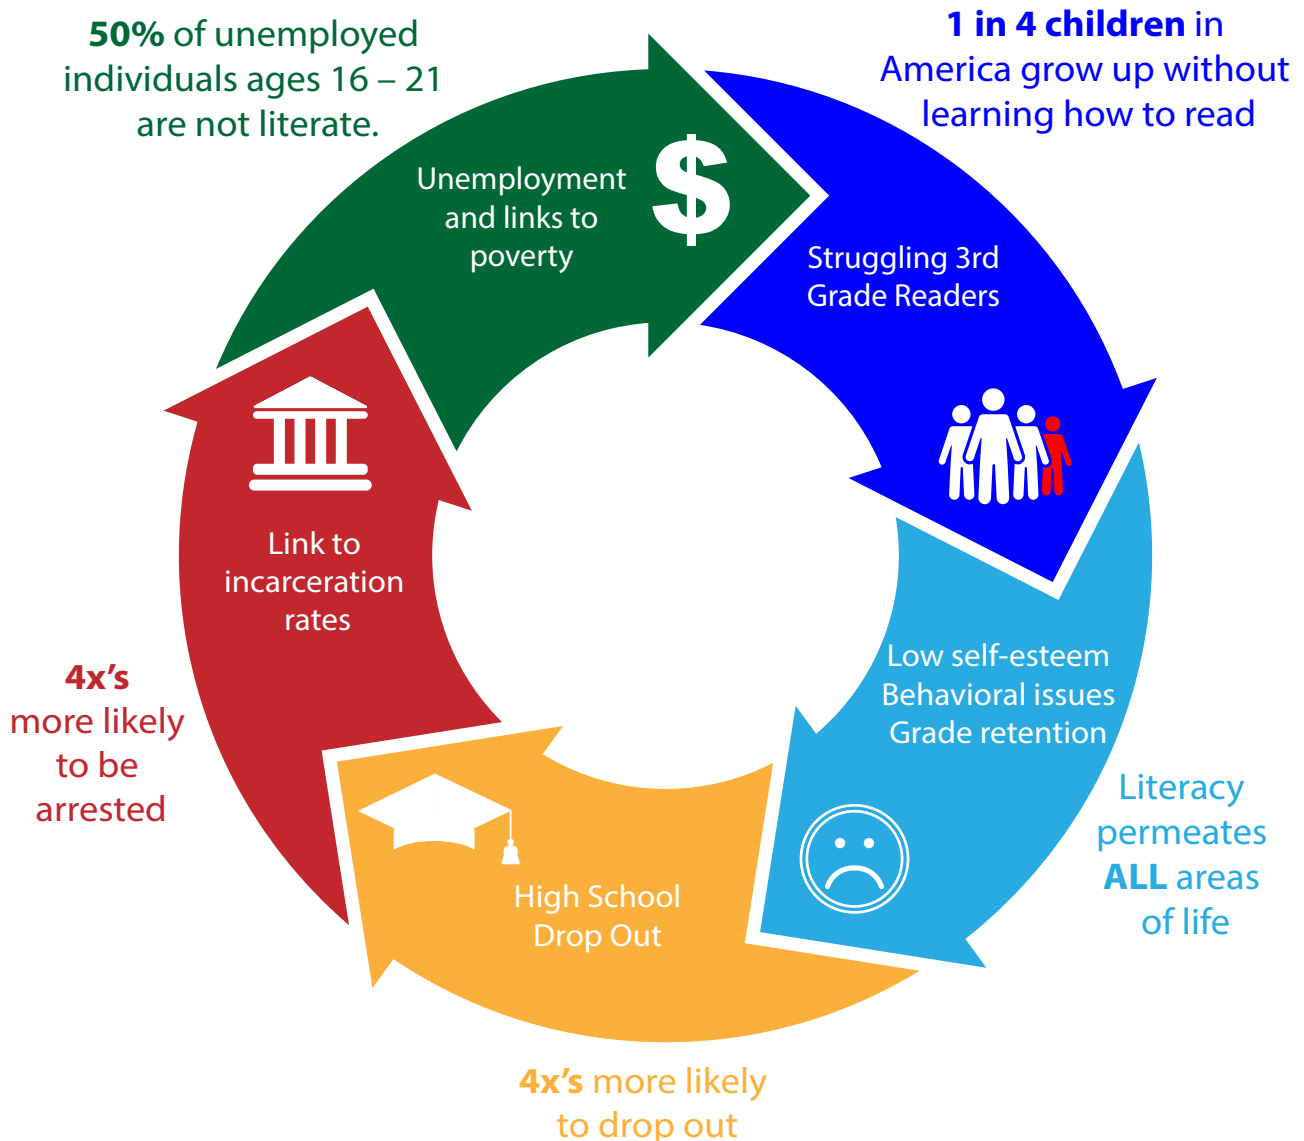 50% of unemployed
individuals ages 16 – 21
are not literate.
1 in 4 children in
America grow up without
learning how to read
Unemployment
and links to
poverty
$
Struggling 3rd
Grade Readers
Link to
incarceration
rates
Low self-esteem
Behavioral issues
Grade retention
4x’s
more likely
to be
arrested
Literacy
permeates
ALL areas
of life
High School
Drop Out
4x’s more likely
to drop out